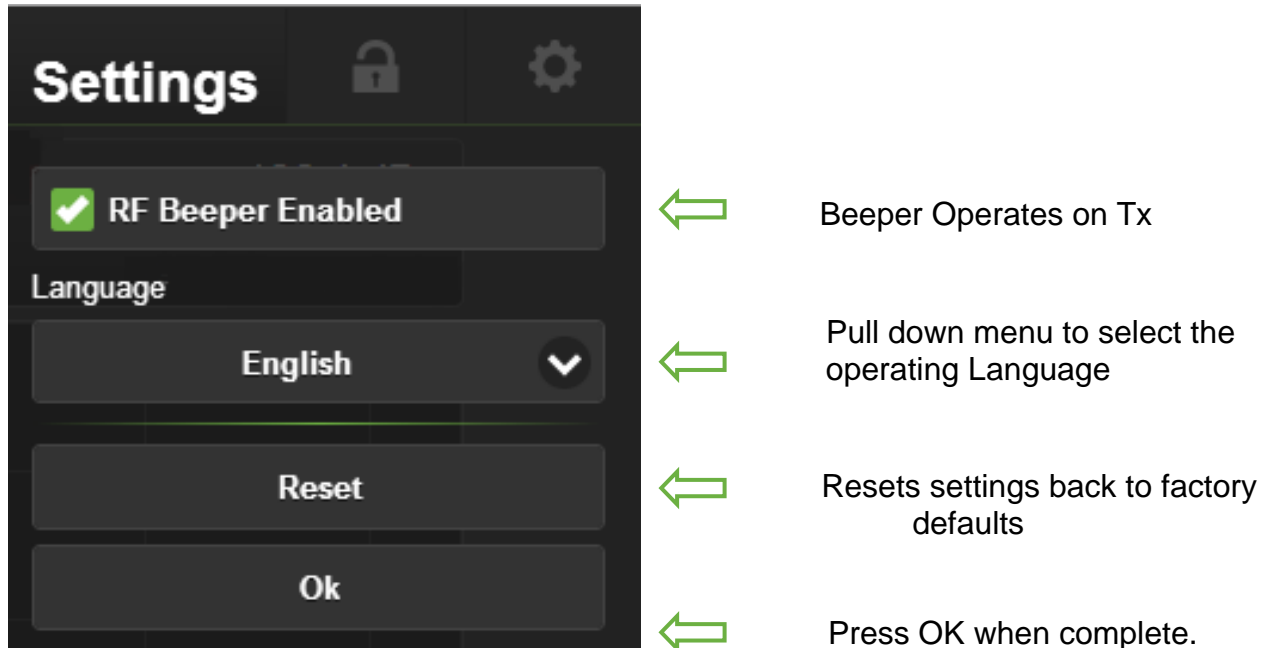 Settings
RF Beeper Enabled
Beeper Operates on Tx
Language
English
Pull down menu to select the
operating Language
Reset
Resets settings back to factory
defaults
Ok
Press OK when complete.